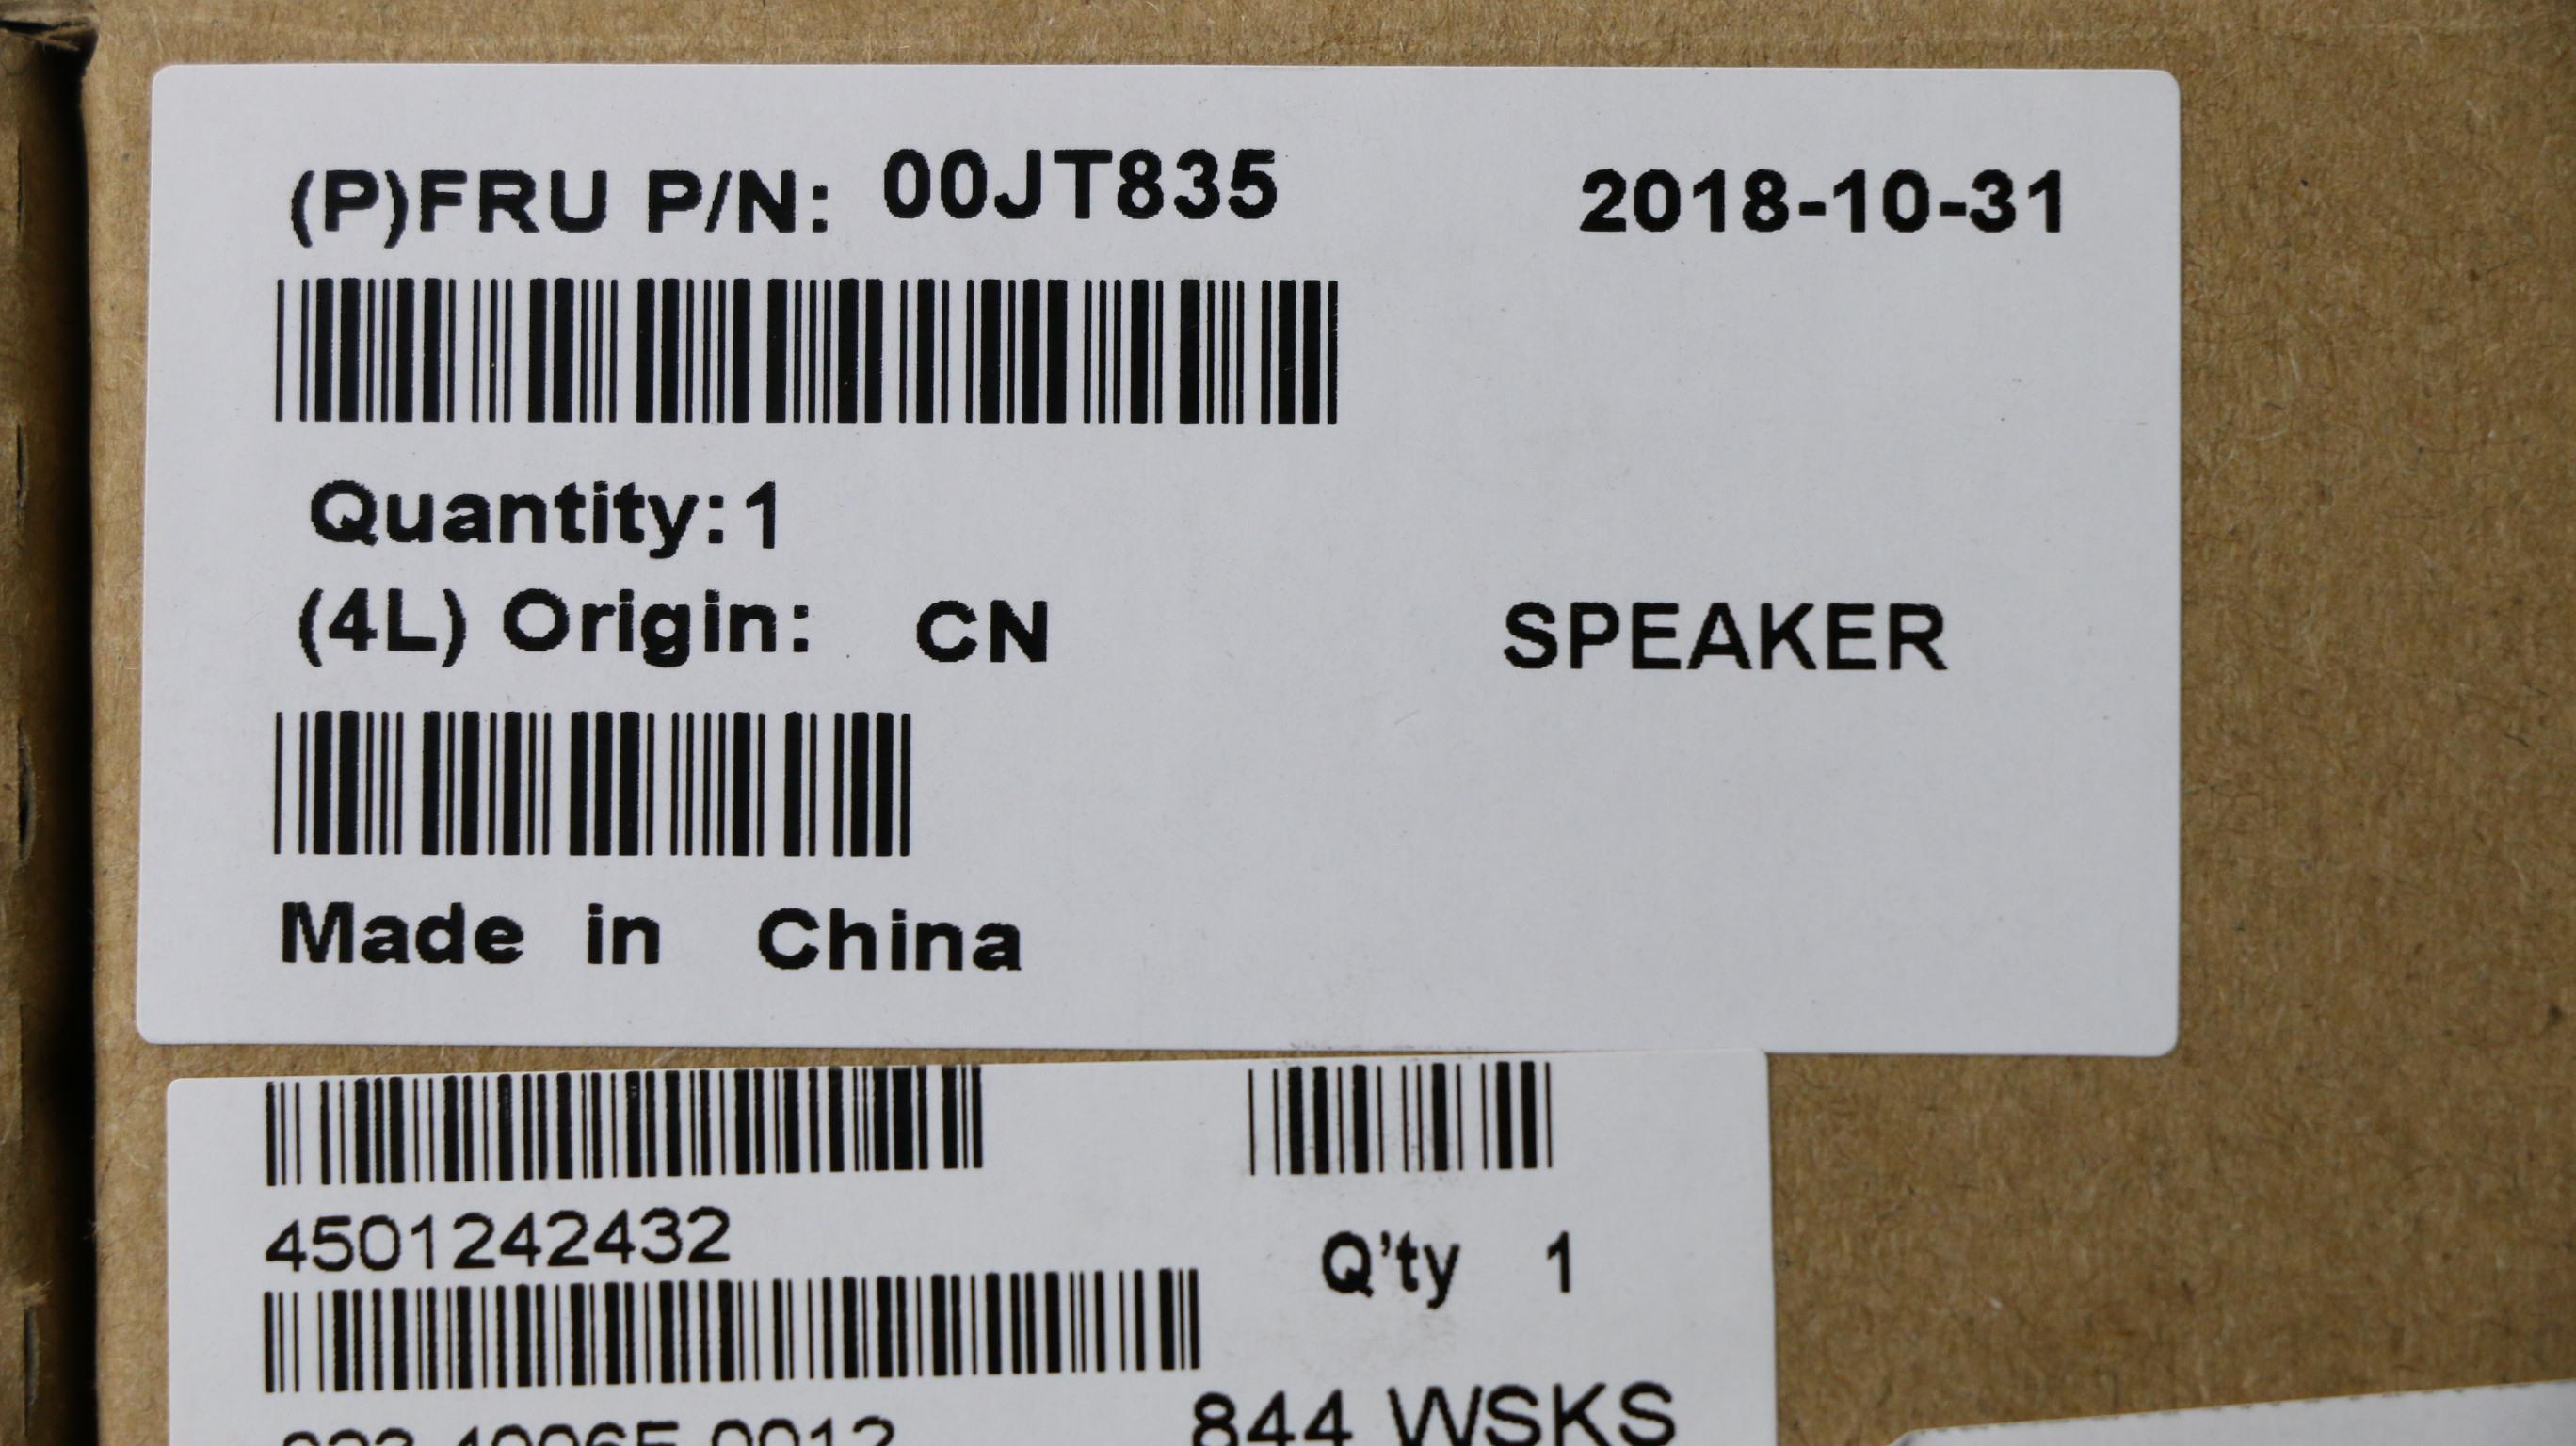 (P)FRU P/N: 00JT835 2018-10-31
Quantity:1
(4L) Origin: CN SPEAKER
Made in China
4501242432
Q'ty 1
844 WSKS